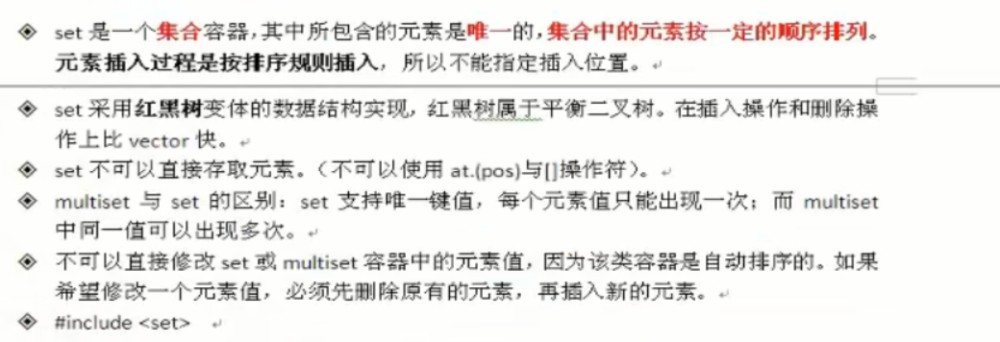 ◈ set 是一个集合容器,其中所包含的元素是唯一的,集合中的元素按一定的顺序排列。
元素插入过程是按排序规则插入，所以不能指定插入位置。
◈ set 采用红黑树变体的数据结构实现，红黑树属于平衡二叉树。在插入操作和删除操
作上比 vector 快。
◈ set 不可以直接存取元素。（不可以使用 at.(pos)与[]操作符）。
◈ multiset 与 set 的区别：set 支持唯一键值，每个元素值只能出现一次；而 multiset
中同一值可以出现多次。
◈ 不可以直接修改 set 或 multiset 容器中的元素值，因为该类容器是自动排序的。如果
希望修改一个元素值，必须先删除原有的元素，再插入新的元素。
◈ #include <set>